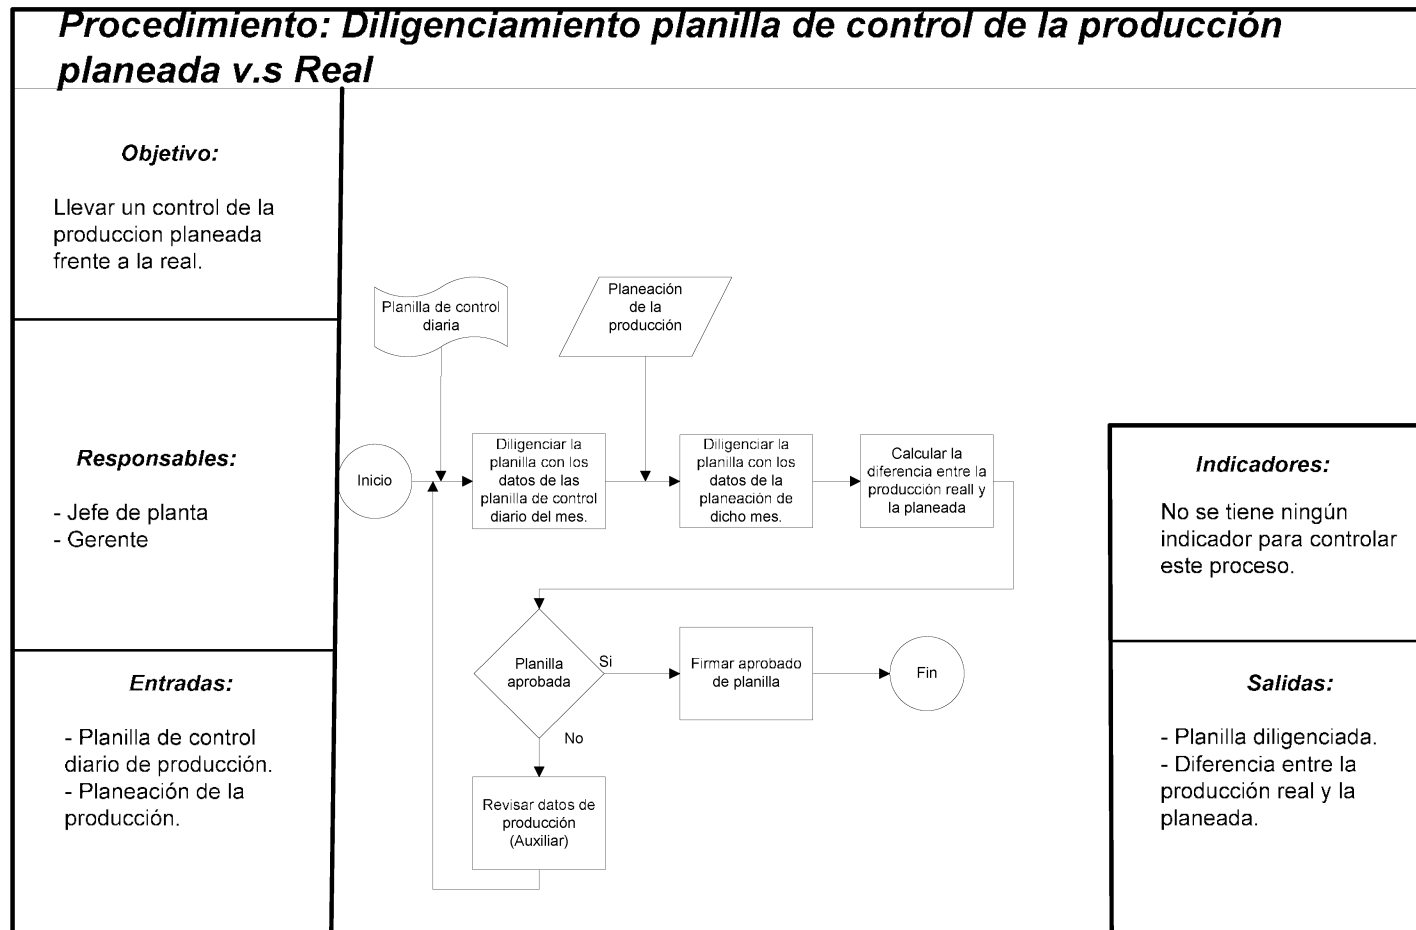 Procedimiento: Diligenciamiento planilla de control de la producción
planeada v.s Real
Objetivo:
Llevar un control de la
produccion planeada
frente a la real.
Responsables:
- Jefe de planta
- Gerente
Entradas:
- Planilla de control
diario de producción.
- Planeación de la
producción.
Planilla de control
diaria
Planeación
de la
producción
Inicio
Diligenciar la
planilla con los
datos de las
planilla de control
diario del mes.
Diligenciar la
planilla con los
datos de la
planeación de
dicho mes.
Calcular la
diferencia entre la
producción reall y
la planeada
Planilla
aprobada
Si
No
Firmar aprobado
de planilla
Fin
Revisar datos de
producción
(Auxiliar)
Indicadores:
No se tiene ningún
indicador para controlar
este proceso.
Salidas:
- Planilla diligenciada.
- Diferencia entre la
producción real y la
planeada.